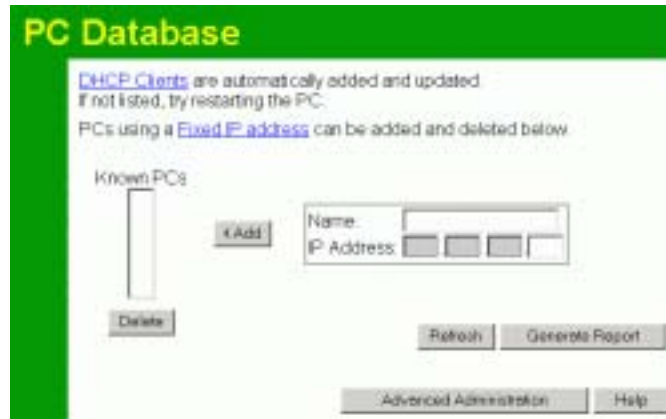 PC Database
DHCP Clients are automatically added and updated.
If not listed, try restarting the PC.
PCs using a Fixed IP address can be added and deleted below.
Known PCs
< Add
Name:
IP Address:
Delete
Refresh
Generate Report
Advanced Administration
Help